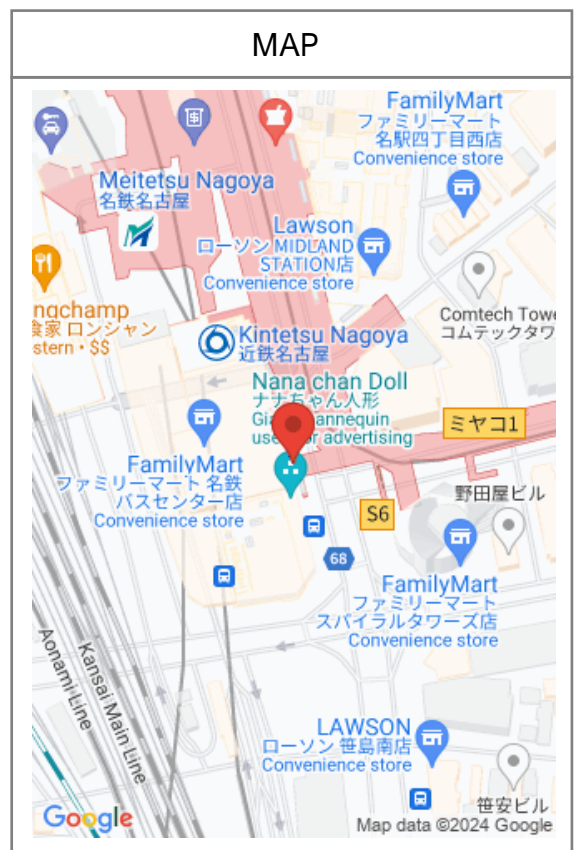 MAP
FamilyMart
ファミリーマート
名駅四丁目西店
Convenience store
Meitetsu Nagoya
名鉄名古屋
Lawson
ローソン MIDLAND
STATION店
Convenience store
ngchamp
食家 ロンシャン
stern・$$
Comtech Towe
コムテックタワ
Kintetsu Nagoya
近鉄名古屋
Nana chan Doll
ナナちゃん人形
Gia annequin
use or advertising
ミヤコ1
FamilyMart
ファミリーマート 名鉄
バスセンター店
Convenience store
野田屋ビル
S6
68
FamilyMart
ファミリーマート
スパイラルタワーズ店
Convenience store
Aonami Line
Kansai Main Line
LAWSON
ローソン 笹島南店
Convenience store
笹安ビル
Google
Map data ©2024 Google